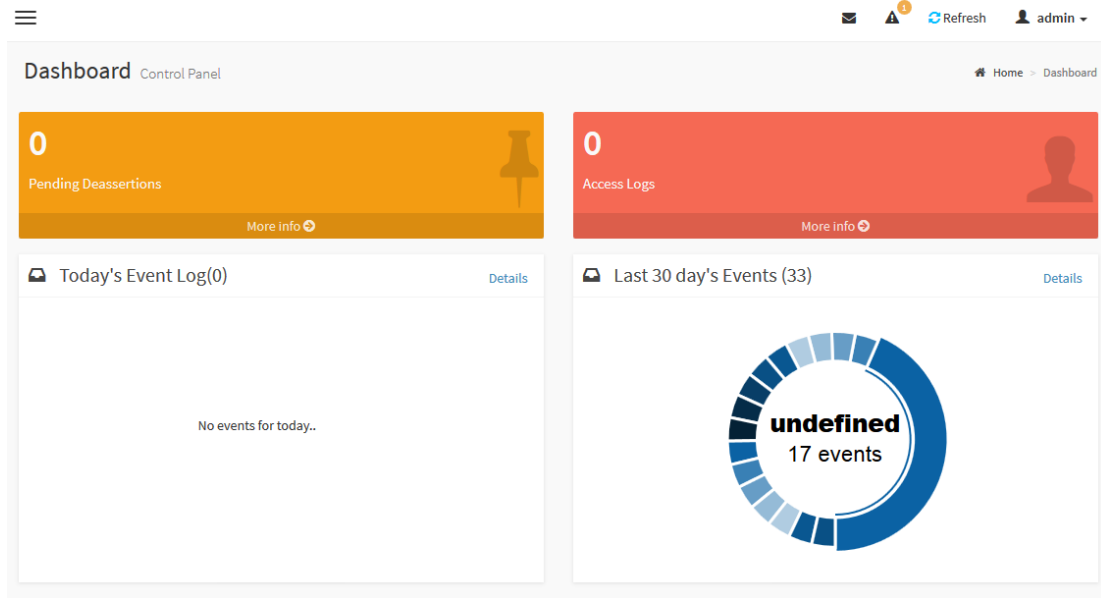 1
Refresh admin
Dashboard Control Panel
Home > Dashboard
0
Pending Deassertions
More info
0
Access Logs
More info
Today's Event Log(0) Details
No events for today..
Last 30 day's Events (33) Details
undefined
17 events